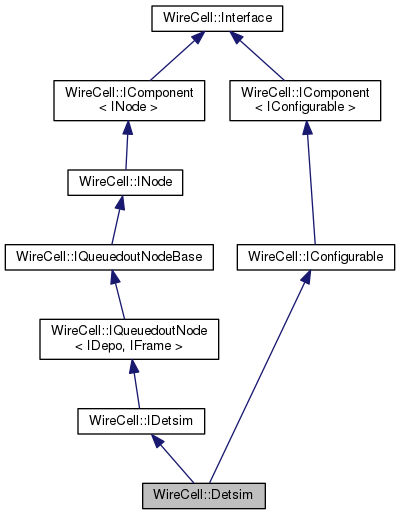 WireCell::Interface
WireCell::IComponent
< INode >
WireCell::IComponent
< IConfigurable >
WireCell::INode
WireCell::IQueuedoutNodeBase
WireCell::IConfigurable
WireCell::IQueuedoutNode
< IDepo, IFrame >
WireCell::IDetsim
WireCell::Detsim